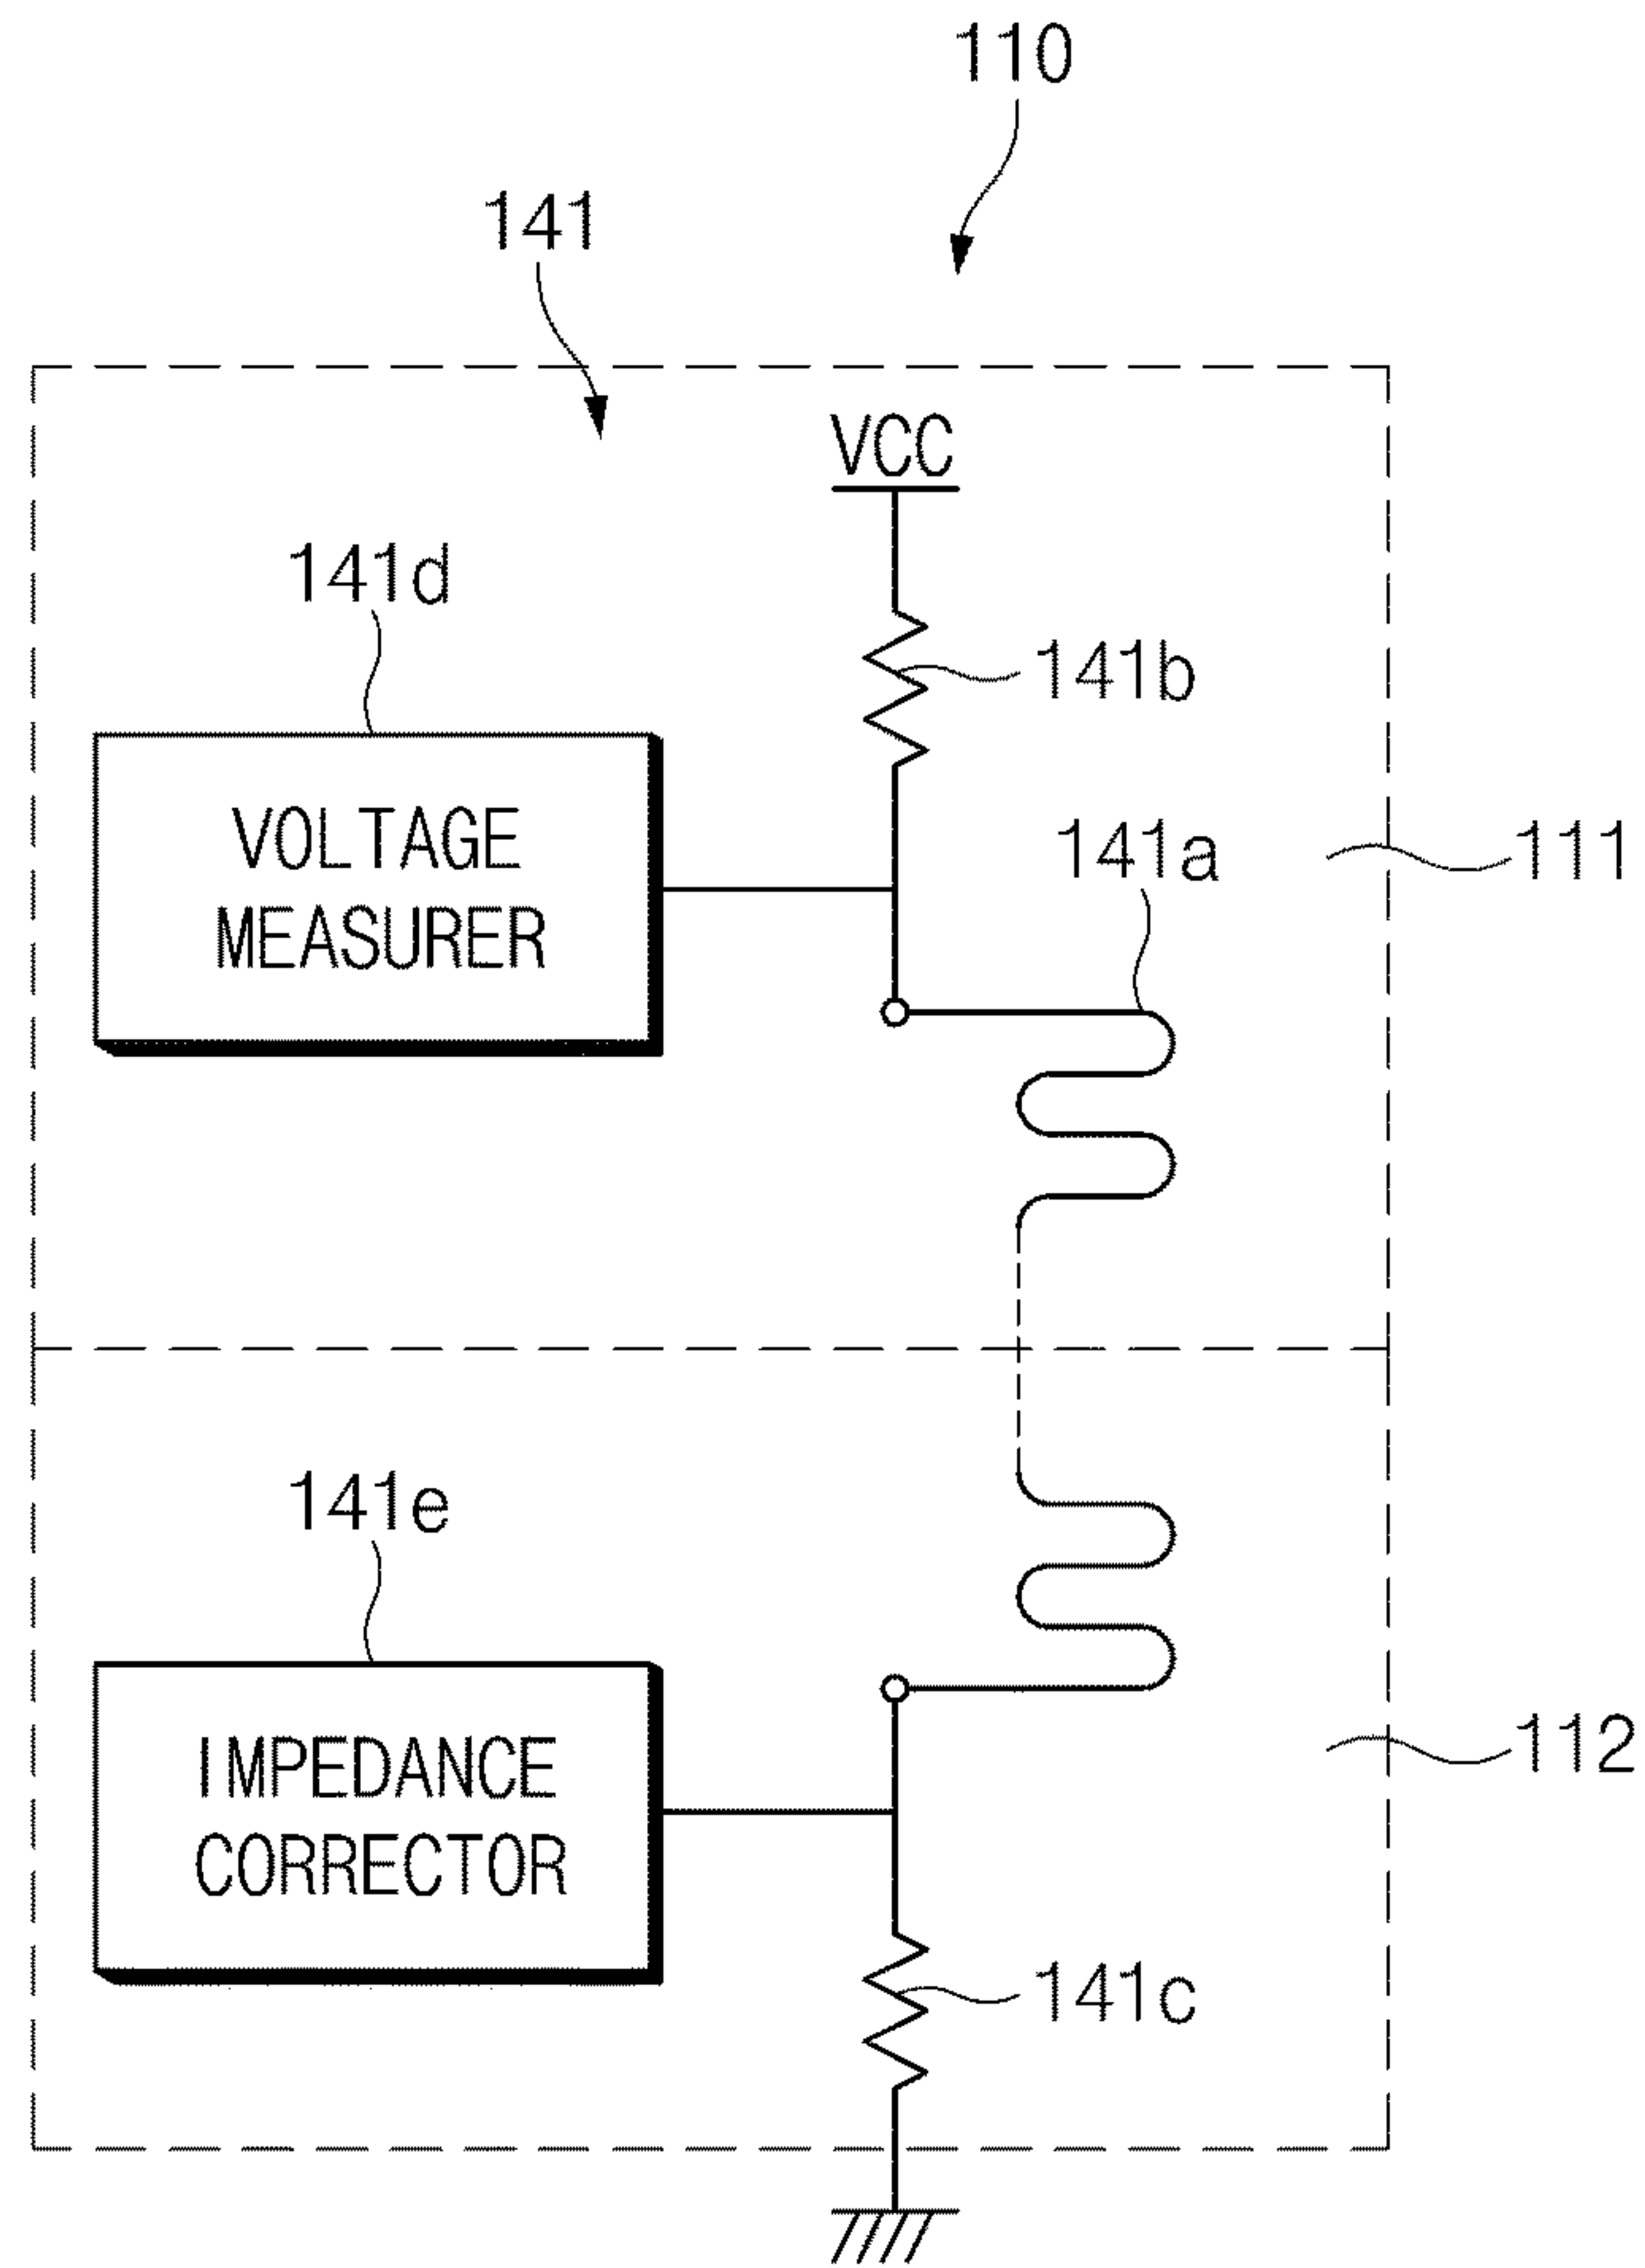 110
141
VCC
141d
141b
VOLTAGE
MEASURER
141a
111
141e
IMPEDANCE
CORRECTOR
112
141c